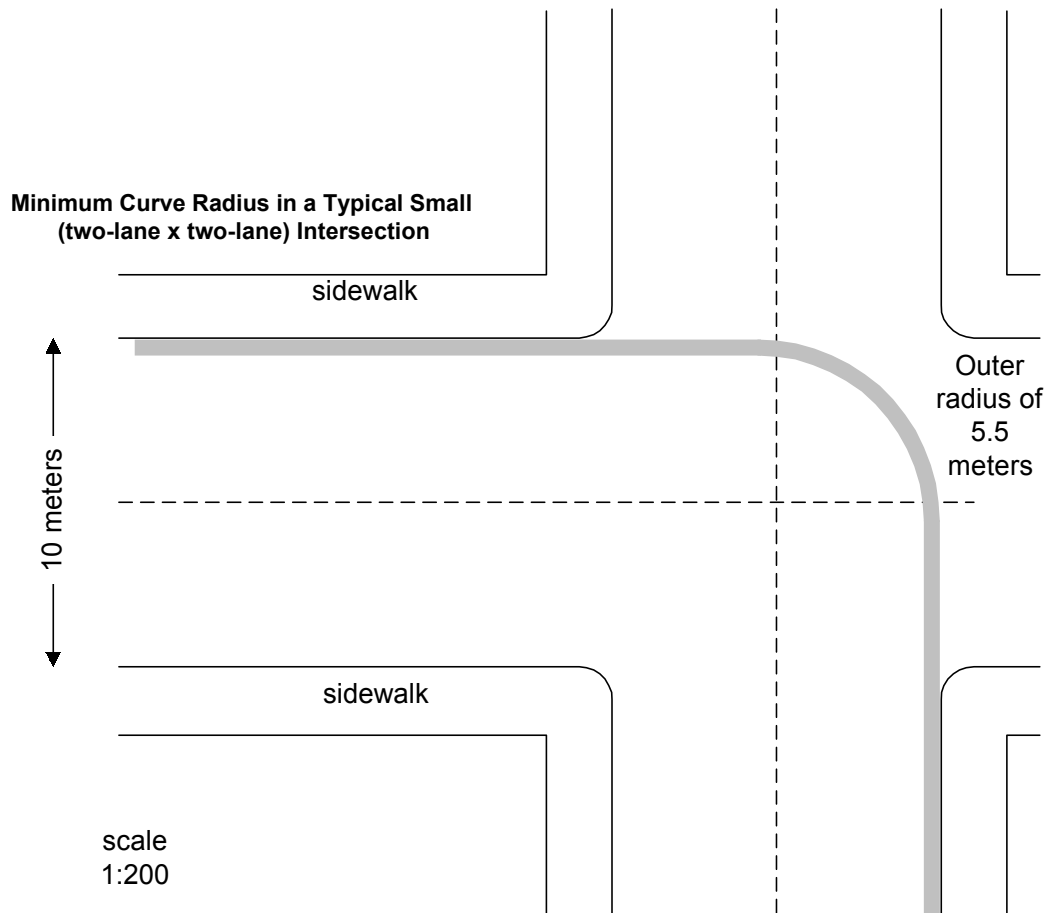 Minimum Curve Radius in a Typical Small
(two-lane x two-lane) Intersection
sidewalk
Outer
radius of
5.5
meters
10 meters
sidewalk
scale
1:200